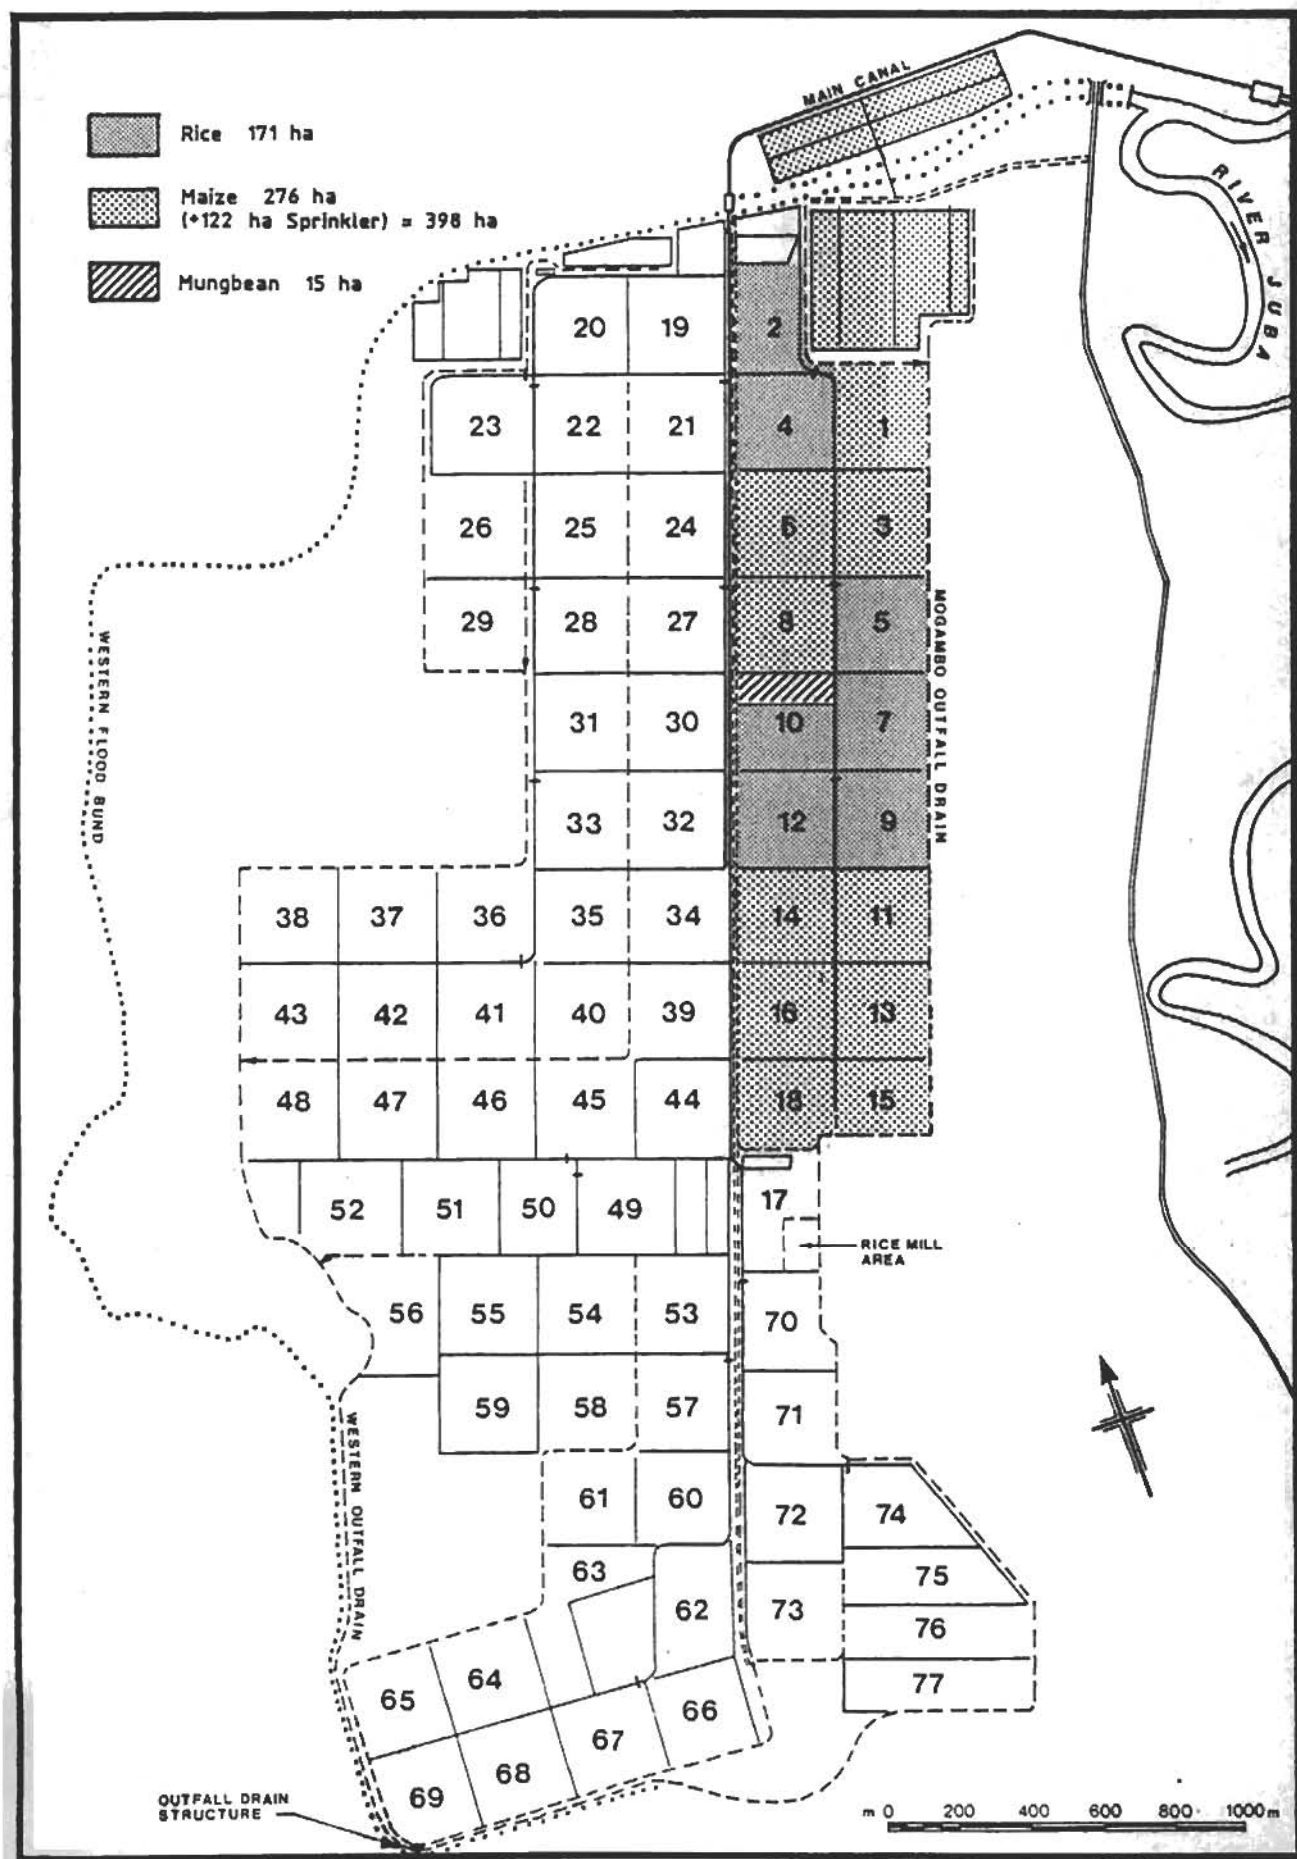 MAIN CANAL
Rice 171 ha
Maize 276 ha
(+122 ha Sprinkler) = 398 ha
Mungbean 15 ha
RIVER JUBA
20 19 2
23 22 21 4 1
26 25 24 6 3
29 28 27 8 5
31 30 10 7
33 32 12 9
MOGAMBO OUTFALL DRAIN
WESTERN FLOOD BUND
38 37 36 35 34 14 11
43 42 41 40 39 16 13
48 47 46 45 44 18 15
52 51 50 49 17
RICE MILL
AREA
56 55 54 53 70
59 58 57 71
WESTERN OUTFALL DRAIN
61 60 72 74
63 75
62 73 76
65 64 77
67 66
69 68
OUTFALL DRAIN
STRUCTURE
m 0 200 400 600 800 1000m